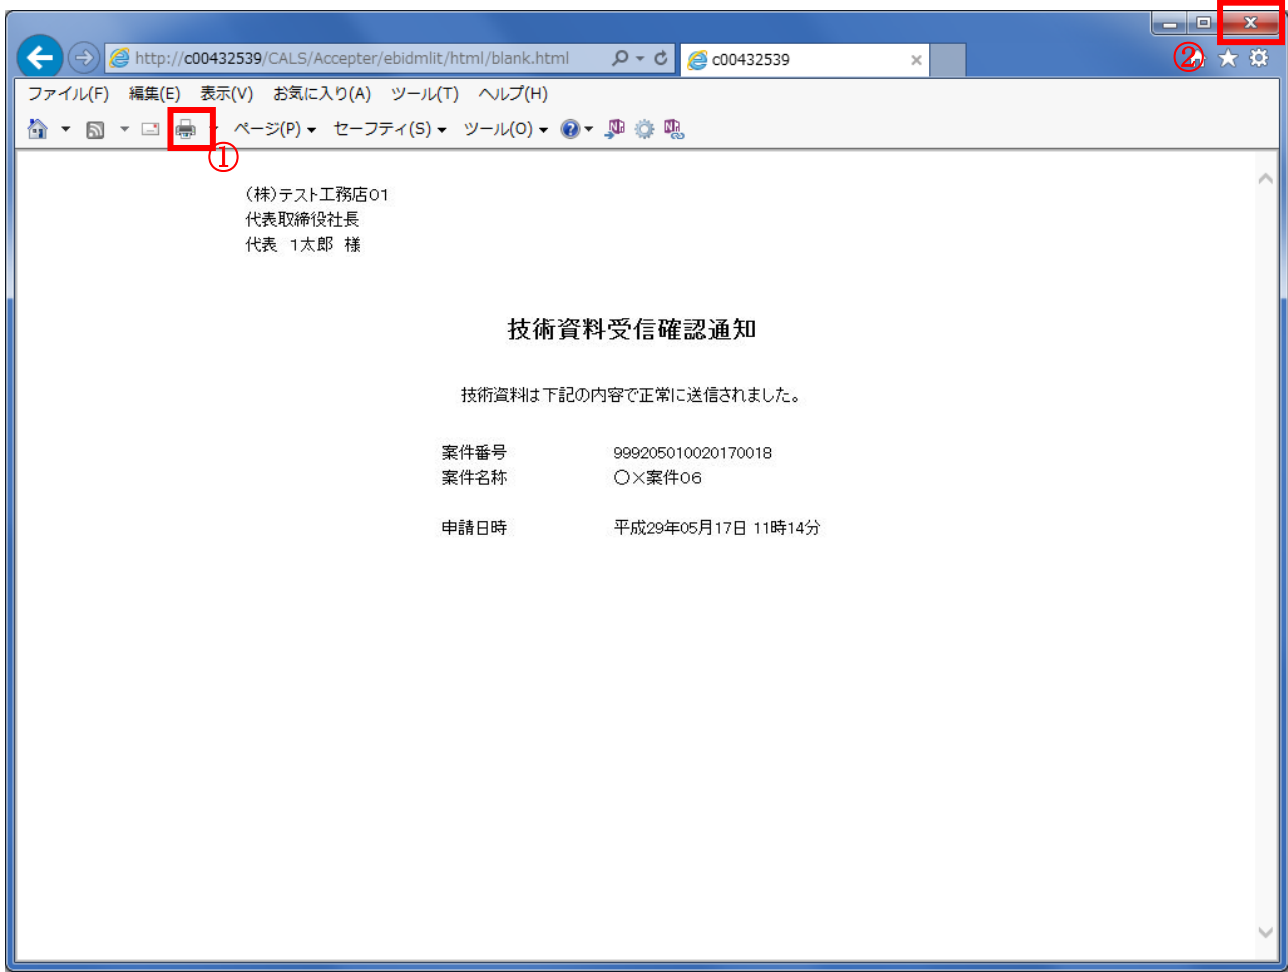 ②
http://c00432539/CALS/Accepter/ebidmlit/html/blank.html
c00432539
ファイル(F) 編集(E) 表示(V) お気に入り(A) ツール(T) ヘルプ(H)
ページ(P) セーフティ(S) ツール(O)
①
(株)テスト工務店01
代表取締役社長
代表 1太郎 様
技術資料受信確認通知
技術資料は下記の内容で正常に送信されました。
案件番号 999205010020170018
案件名称 〇×案件06
申請日時 平成29年05月17日 11時14分